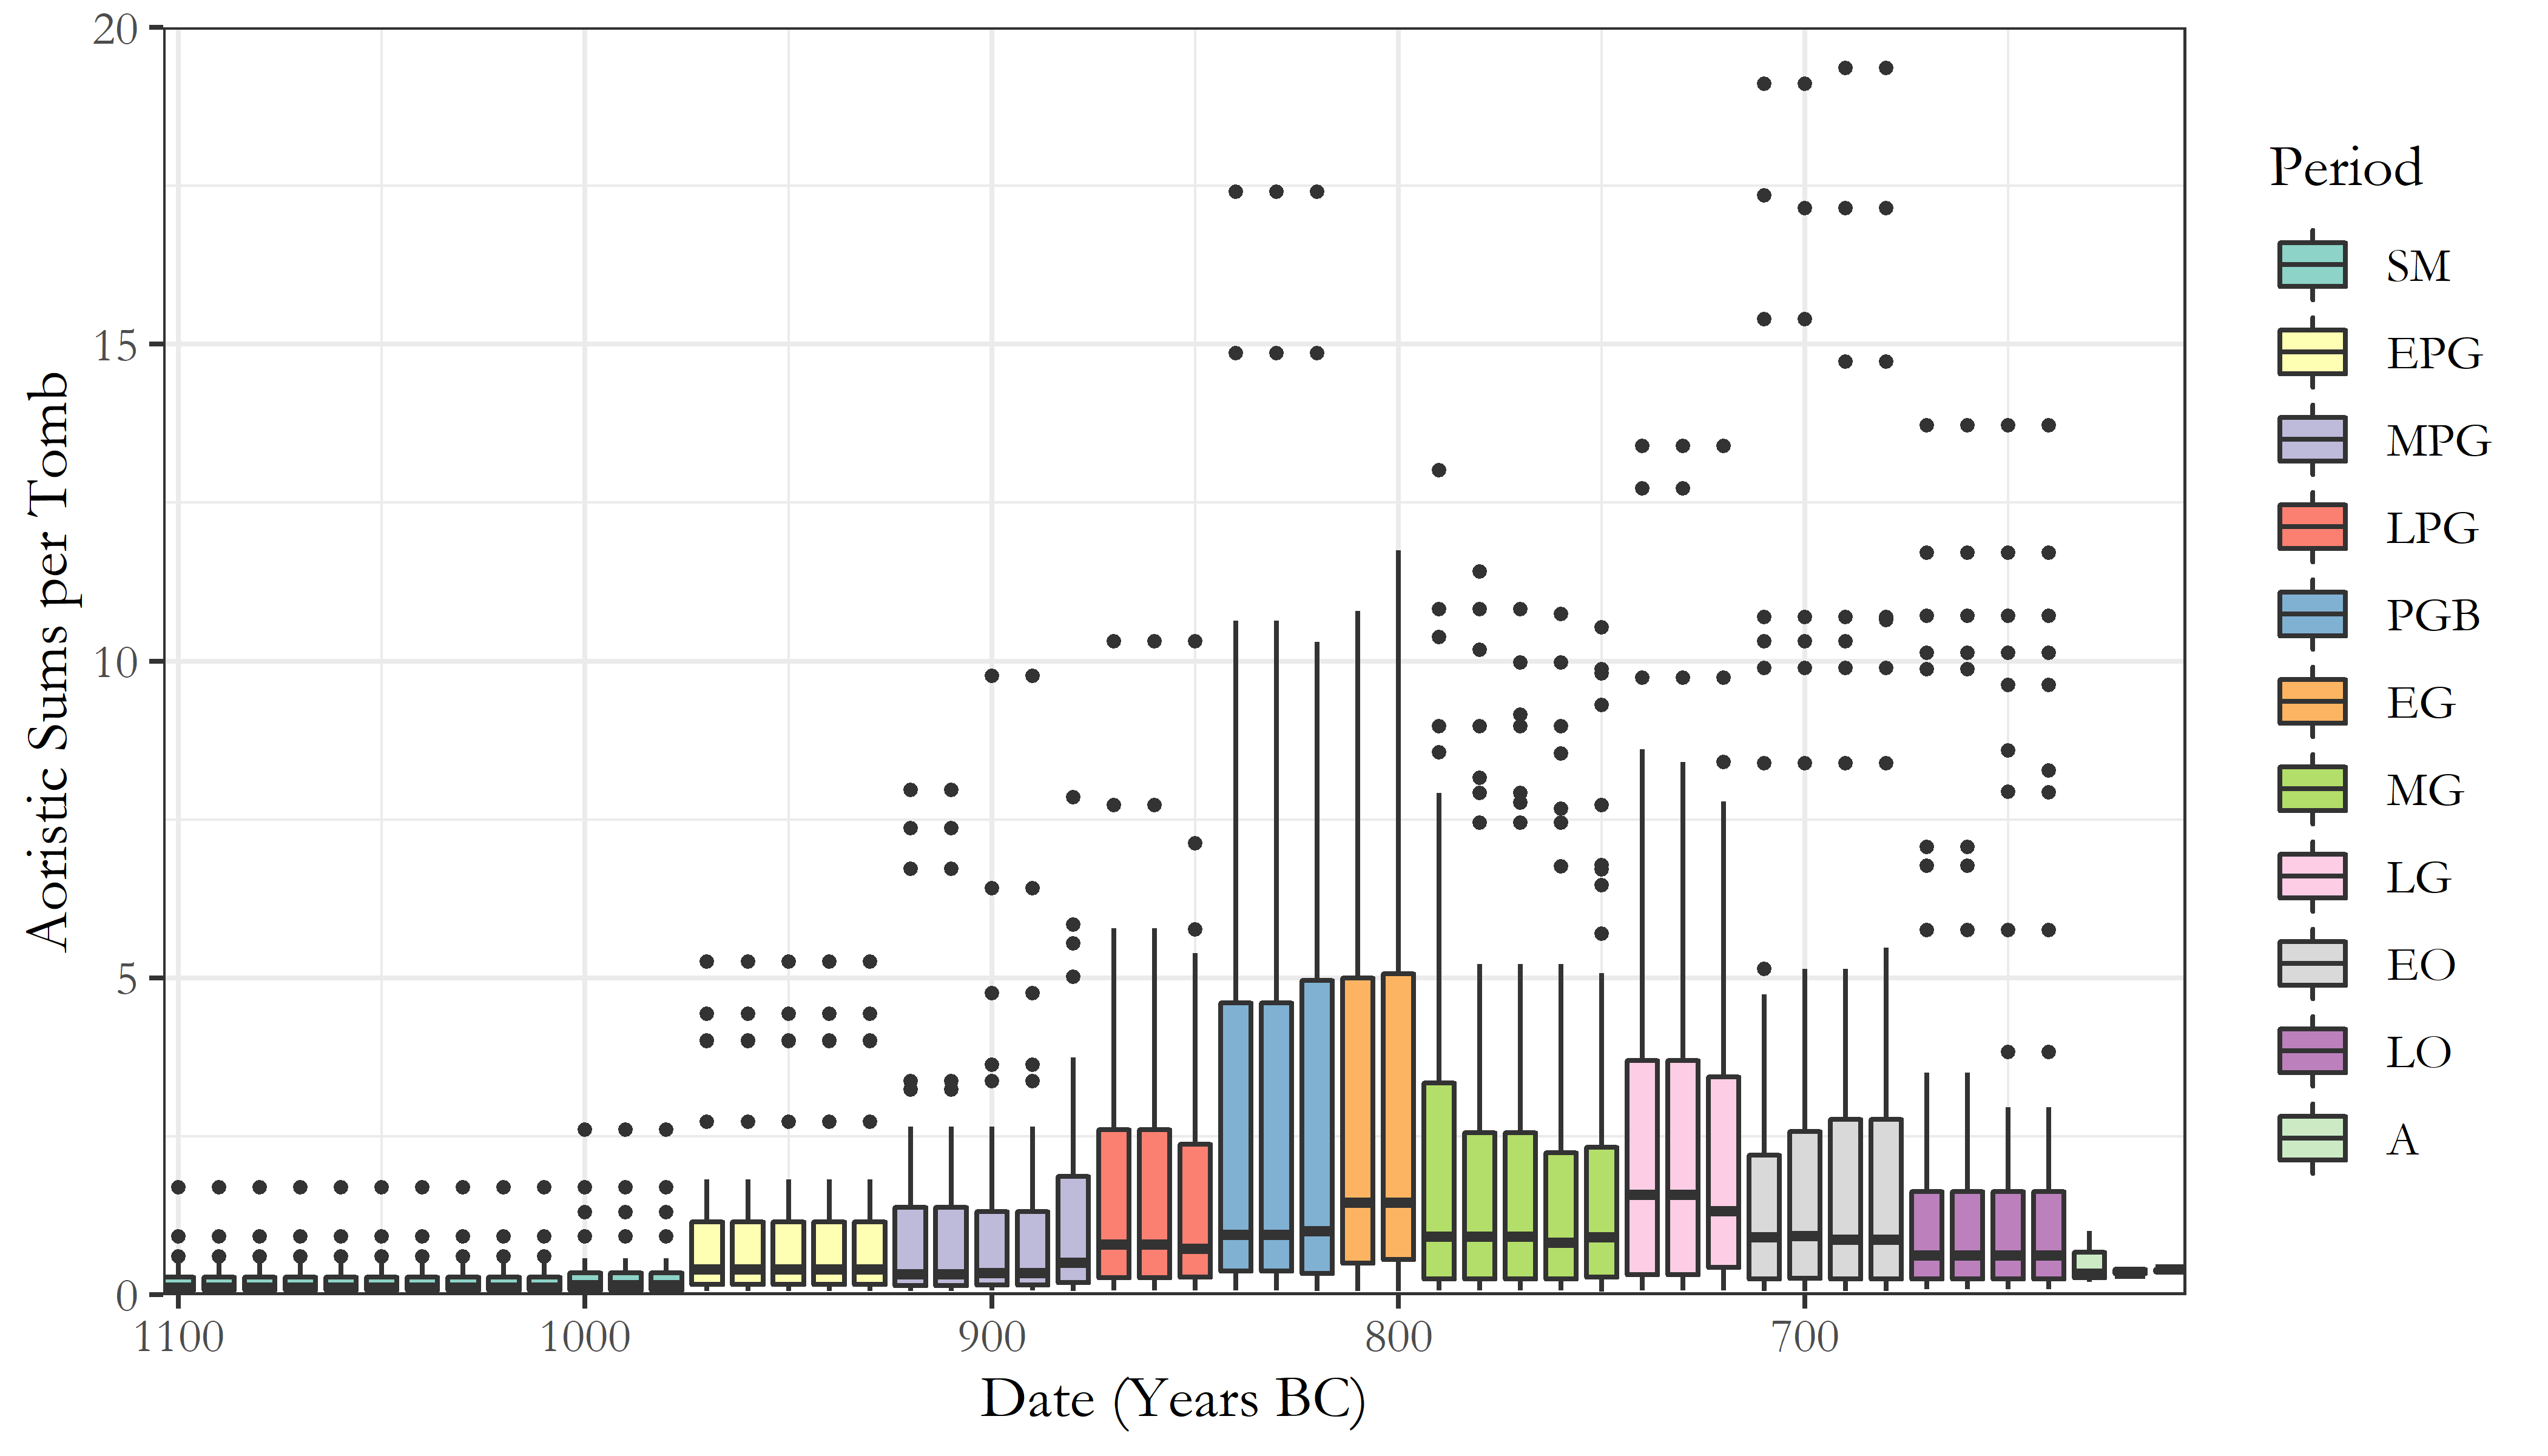 20
15
10
5
0
Aoristic Sums per Tomb
1100
1000
900
800
700
Date (Years BC)
Period
SM
EPG
MPG
LPG
PGB
EG
MG
LG
EO
LO
A